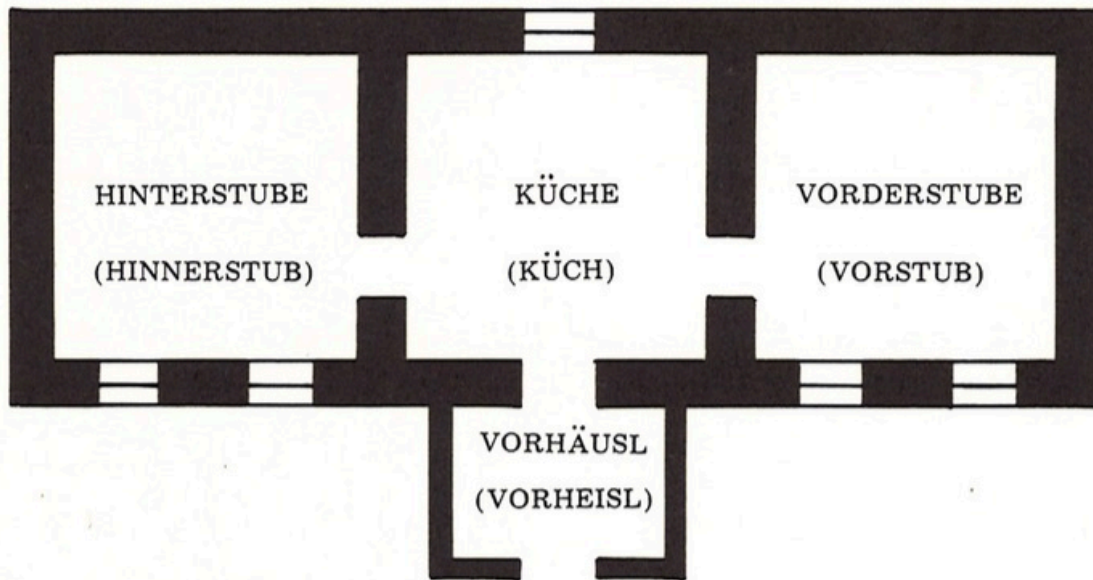 HINTERSTUBE
(HINNERSTUB)
KÜCHE
(KÜCH)
VORDERSTUBE
(VORSTUB)
VORHÄUSL
(VORHEISL)